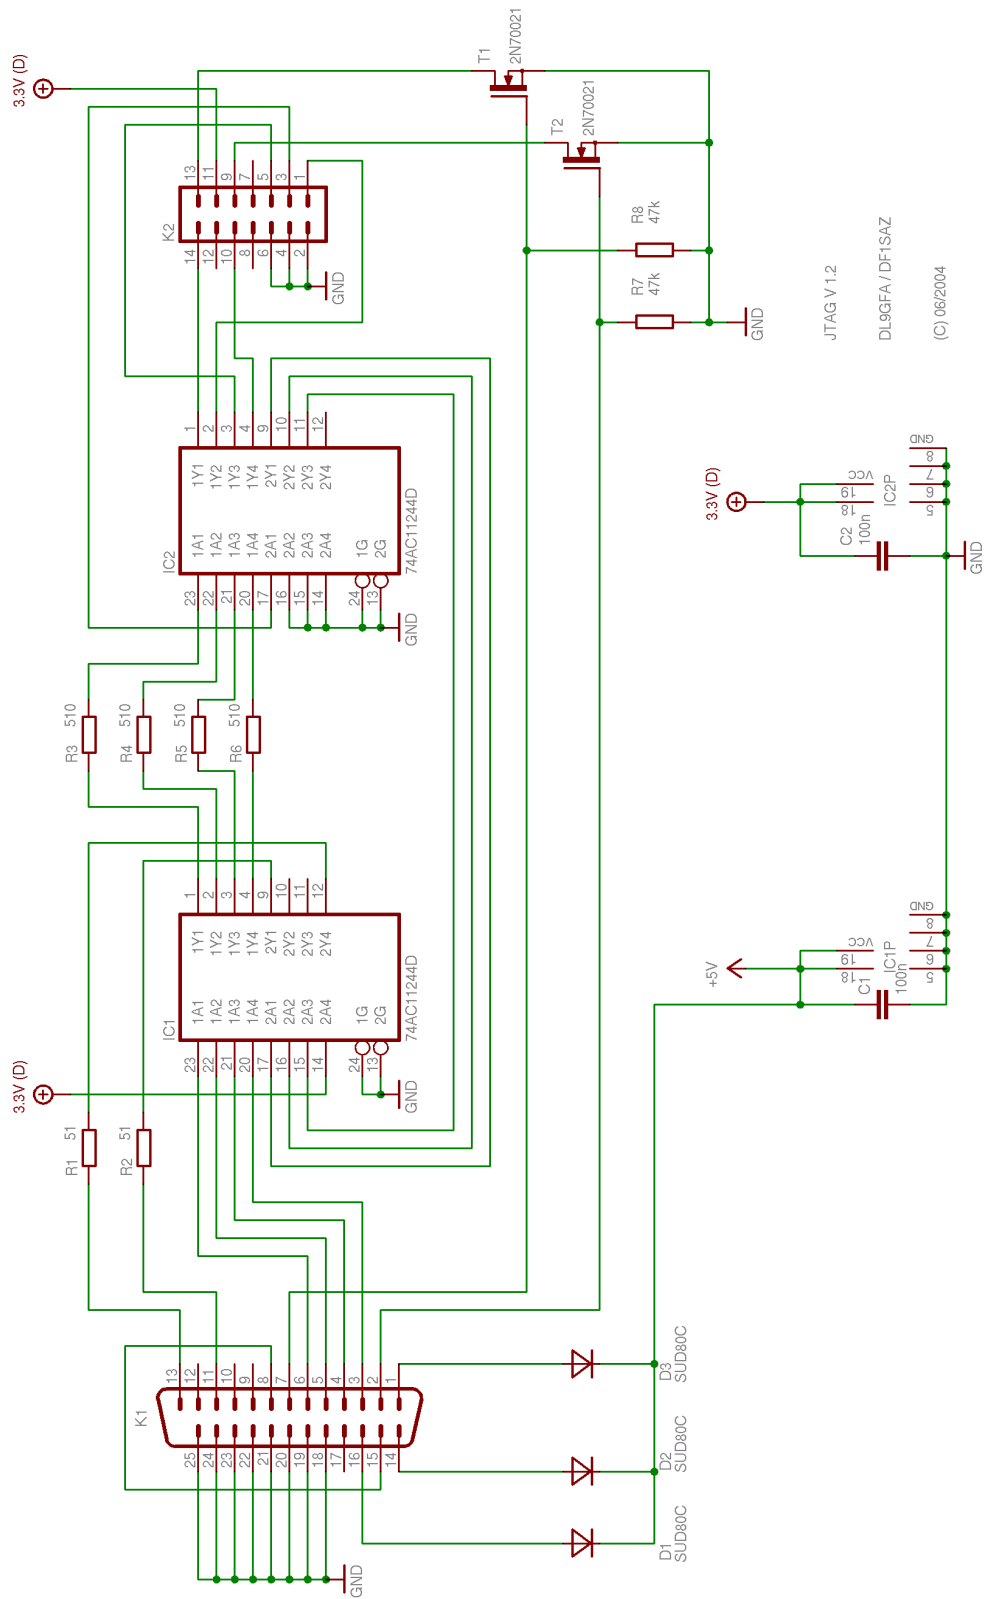 3.3V (D)
13
11
9
7
5
3
1
K2
14
12
10
8
6
4
2
GND
T1
2N70021
T2
2N70021
R8
47k
R7
47k
GND
JTAG V 1.2
DL9GFA / DF1SAZ
(C) 06/2004
1
2
3
4
9
10
11
12
1Y1
1Y2
1Y3
1Y4
2Y1
2Y2
2Y3
2Y4
1A1
1A2
1A3
1A4
2A1
2A2
2A3
2A4
1G
2G
IC2
74AC11244D
23
22
21
20
17
16
15
14
24
13
GND
R3
510
R4
510
R5
510
R6
510
1
2
3
4
9
10
11
12
1Y1
1Y2
1Y3
1Y4
2Y1
2Y2
2Y3
2Y4
1A1
1A2
1A3
1A4
2A1
2A2
2A3
2A4
1G
2G
IC1
74AC11244D
23
22
21
20
17
16
15
14
24
13
GND
3.3V (D)
R1
51
R2
51
13
12
11
10
9
8
7
6
5
4
3
2
1
K1
25
24
23
22
21
20
19
18
17
16
15
14
GND
D3
SUD80C
D2
SUD80C
D1
SUD80C
3.3V (D)
VCC
19
18
IC2P
GND
8
7
6
5
C2
100n
GND
+5V
VCC
19
18
IC1P
GND
8
7
6
5
C1
100n